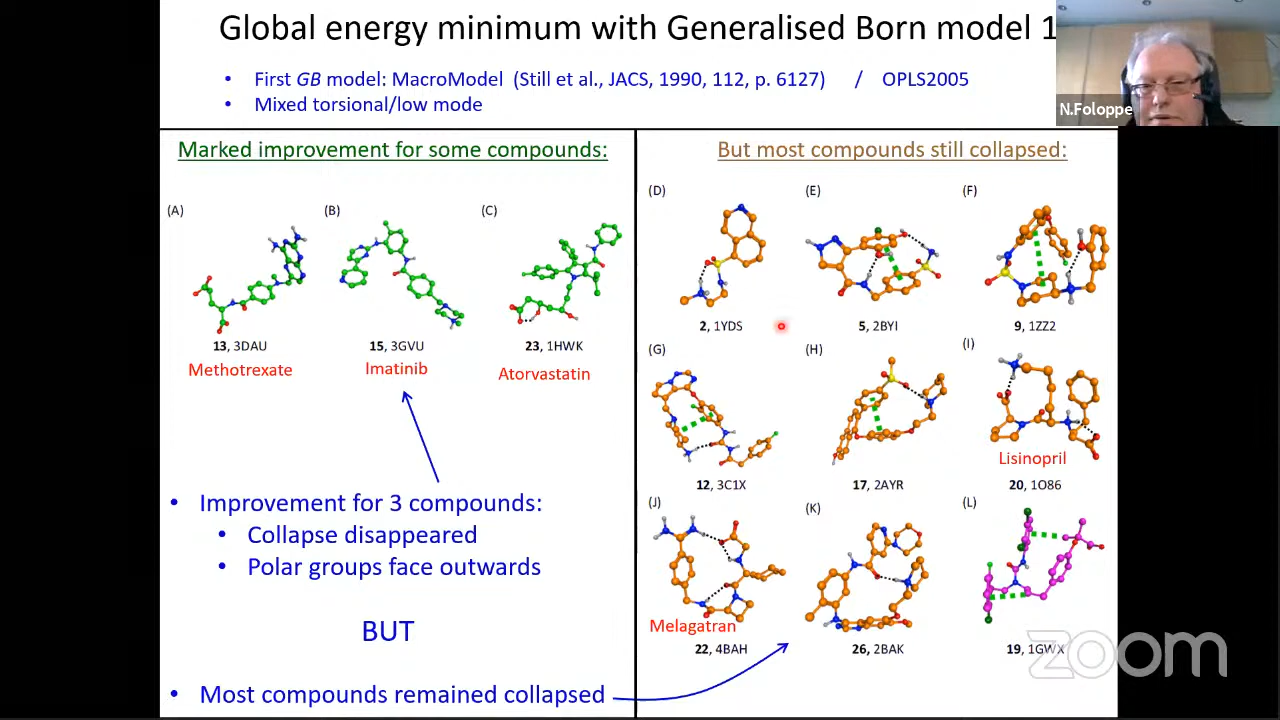 Global energy minimum with Generalised Born model 1
• First GB model: MacroModel (Still et al., JACS, 1990, 112, p. 6127) / OPLS2005
• Mixed torsional/low mode
N.Foloppe
Marked improvement for some compounds:
(A)
(B)
(C)
13, 3DAU
15, 3GVU
23, 1HWK
Methotrexate
Imatinib
Atorvastatin
• Improvement for 3 compounds:
• Collapse disappeared
• Polar groups face outwards
BUT
• Most compounds remained collapsed
But most compounds still collapsed:
(D)
(E)
(F)
2, 1YDS
5, 2BYI
9, 1ZZ2
(G)
(H)
(I)
Lisinopril
12, 3C1X
17, 2AYR
20, 1O86
(J)
(K)
(L)
Melagatran
22, 4BAH
26, 2BAK
19, 1GWX
zoom